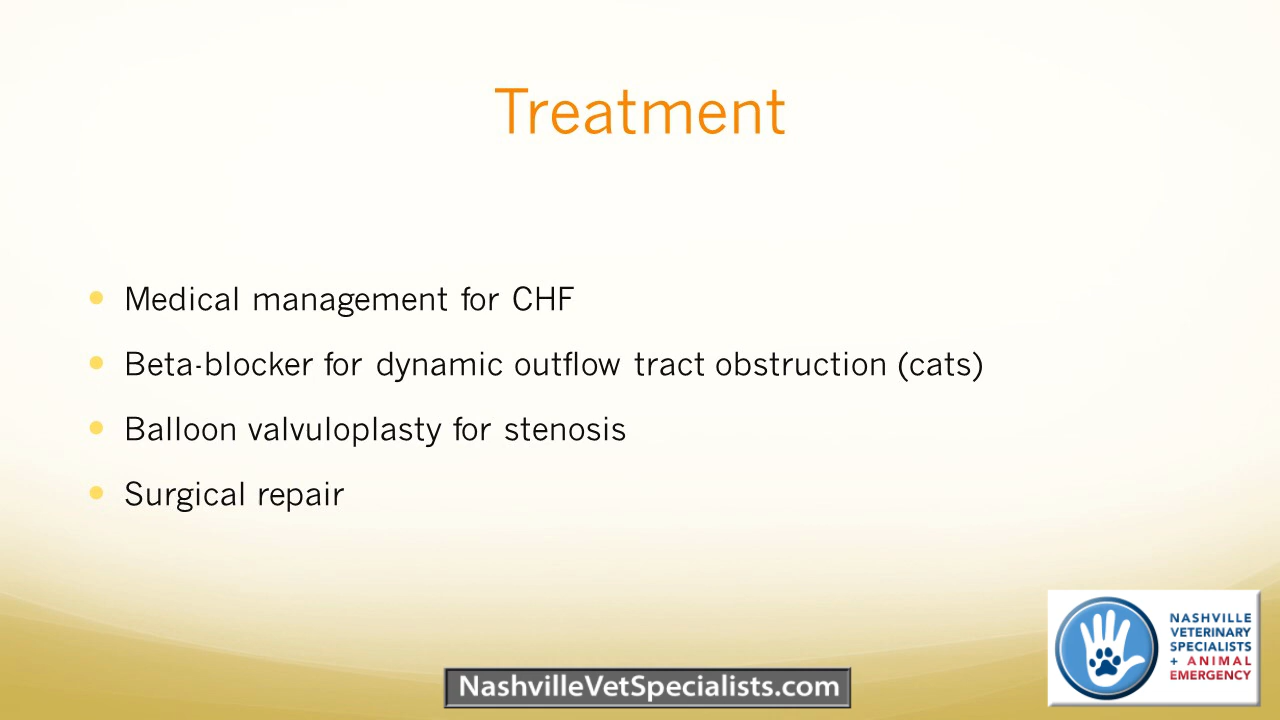 Treatment
• Medical management for CHF
• Beta-blocker for dynamic outflow tract obstruction (cats)
• Balloon valvuloplasty for stenosis
• Surgical repair
NASHVILLE
VETERINARY
SPECIALISTS
+ ANIMAL
EMERGENCY
NashvilleVetSpecialists.com